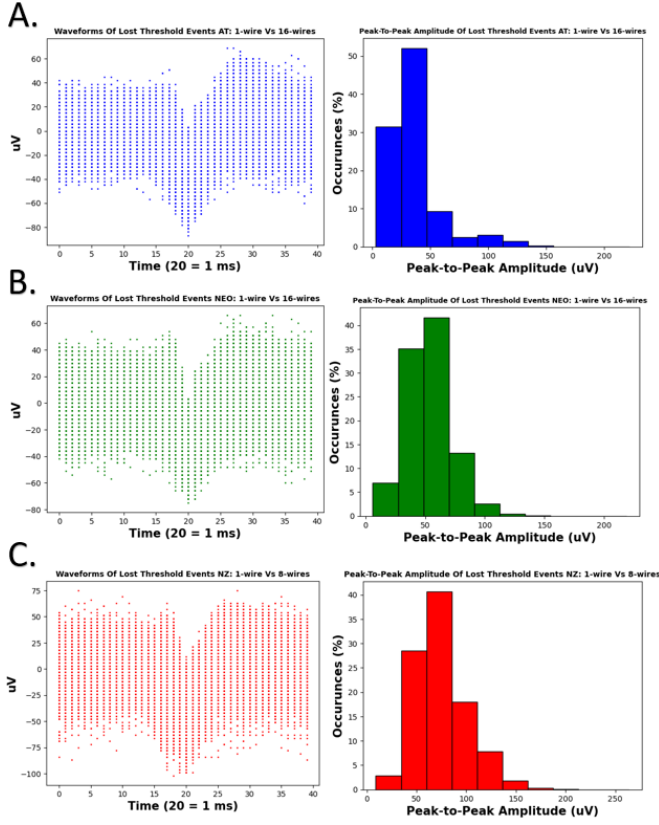 A.
Waveforms Of Lost Threshold Events AT: 1-wire Vs 16-wires
60
40
20
0
−20
−40
−60
−80
uV
0 5 10 15 20 25 30 35 40
Time (20 = 1 ms)
Peak-To-Peak Amplitude Of Lost Threshold Events AT: 1-wire Vs 16-wires
50
40
30
20
10
0
Occurunces (%)
0 50 100 150 200
Peak-to-Peak Amplitude (uV)
B.
Waveforms Of Lost Threshold Events NEO: 1-wire Vs 16-wires
60
40
20
0
−20
−40
−60
−80
uV
0 5 10 15 20 25 30 35 40
Time (20 = 1 ms)
Peak-To-Peak Amplitude Of Lost Threshold Events NEO: 1-wire Vs 16-wires
40
35
30
25
20
15
10
5
0
Occurunces (%)
0 50 100 150 200
Peak-to-Peak Amplitude (uV)
C.
Waveforms Of Lost Threshold Events NZ: 1-wire Vs 8-wires
75
50
25
0
−25
−50
−75
−100
uV
0 5 10 15 20 25 30 35 40
Time (20 = 1 ms)
Peak-To-Peak Amplitude Of Lost Threshold Events NZ: 1-wire Vs 8-wires
40
35
30
25
20
15
10
5
0
Occurunces (%)
0 50 100 150 200 250
Peak-to-Peak Amplitude (uV)